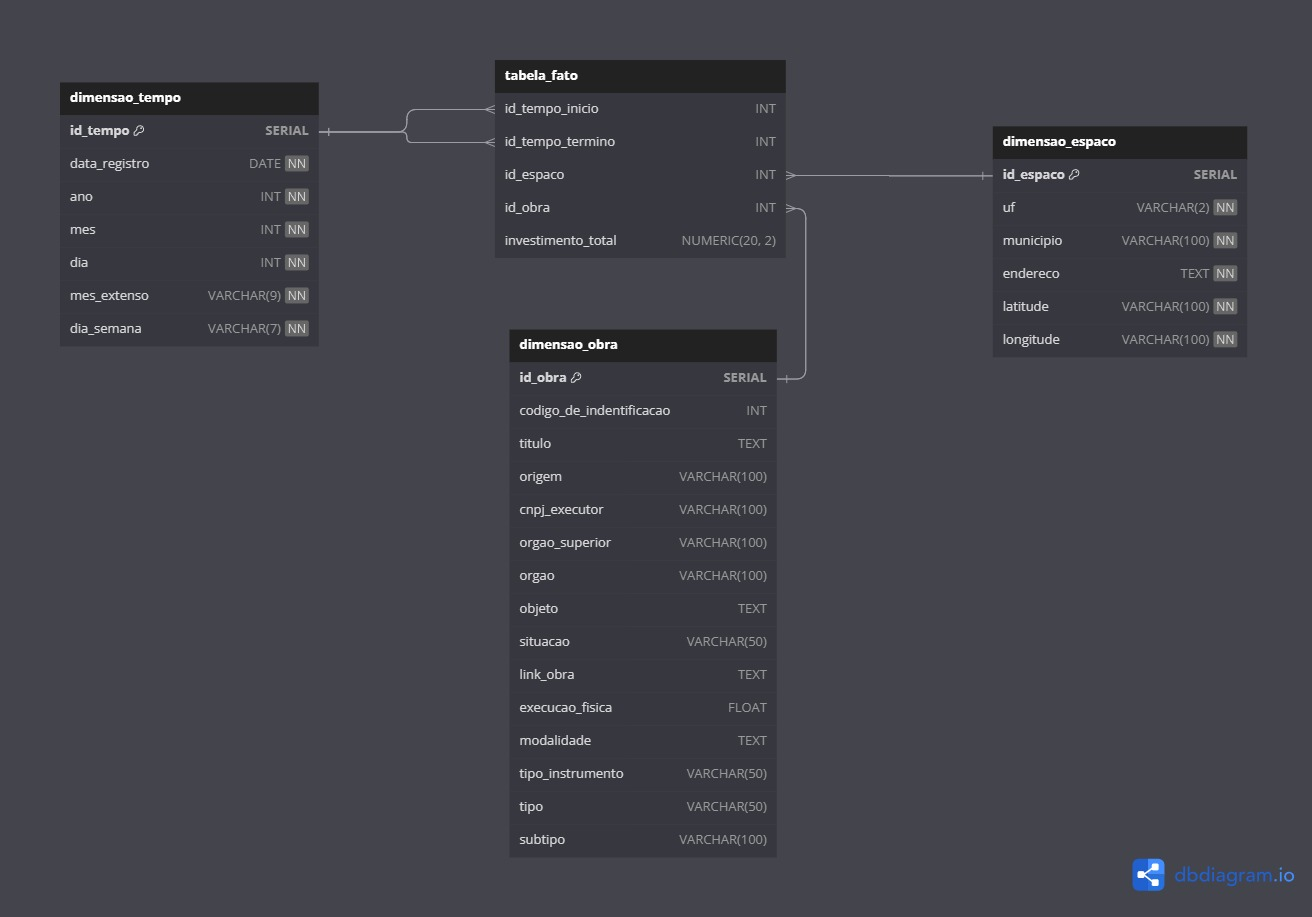 dimensao_tempo
id_tempo SERIAL
data_registro DATE NN
ano INT NN
mes INT NN
dia INT NN
mes_extenso VARCHAR(9) NN
dia_semana VARCHAR(7) NN
tabela_fato
id_tempo_inicio INT
id_tempo_termino INT
id_espaco INT
id_obra INT
investimento_total NUMERIC(20, 2)
dimensao_espaco
id_espaco SERIAL
uf VARCHAR(2) NN
municipio VARCHAR(100) NN
endereco TEXT NN
latitude VARCHAR(100) NN
longitude VARCHAR(100) NN
dimensao_obra
id_obra SERIAL
codigo_de_indentificacao INT
titulo TEXT
origem VARCHAR(100)
cnpj_executor VARCHAR(100)
orgao_superior VARCHAR(100)
orgao VARCHAR(100)
objeto TEXT
situacao VARCHAR(50)
link_obra TEXT
execucao_fisica FLOAT
modalidade TEXT
tipo_instrumento VARCHAR(50)
tipo VARCHAR(50)
subtipo VARCHAR(100)
dbdiagram.io